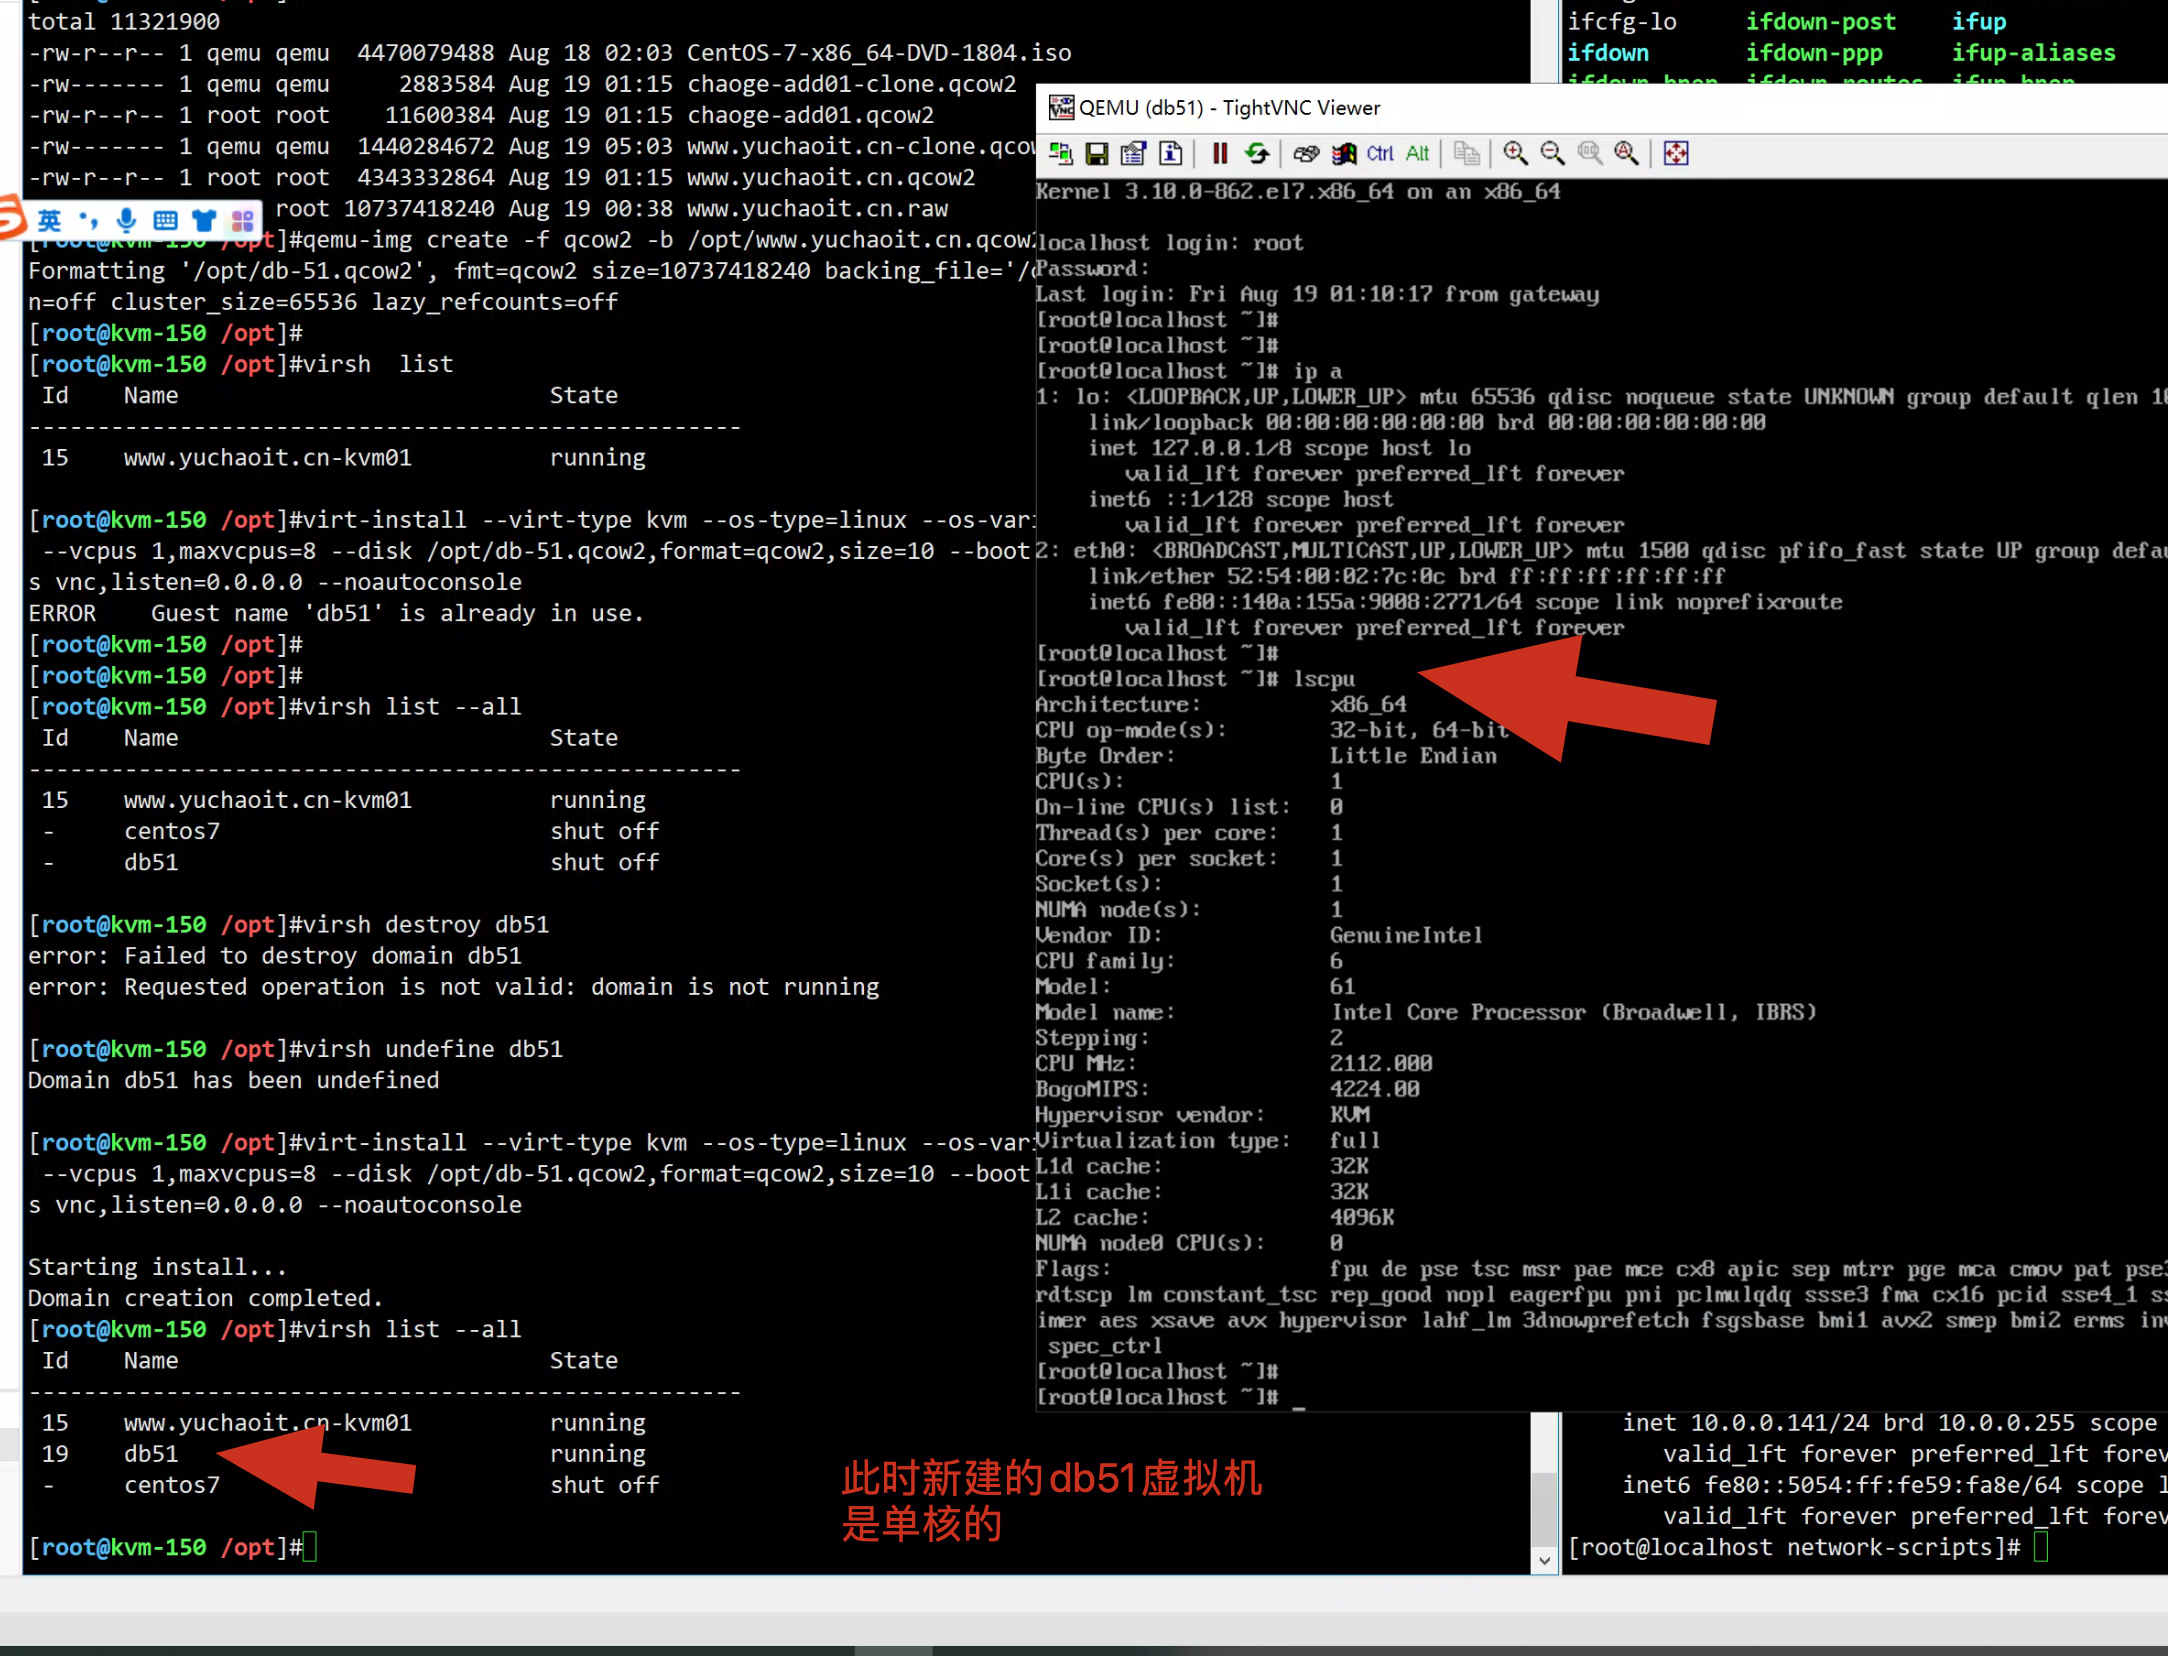 total 11321900
-rw-r--r-- 1 qemu qemu  4470079488 Aug 18 02:03 CentOS-7-x86_64-DVD-1804.iso
-rw------- 1 qemu qemu     2883584 Aug 19 01:15 chaoge-add01-clone.qcow2
-rw-r--r-- 1 root root    11600384 Aug 19 01:15 chaoge-add01.qcow2
-rw------- 1 qemu qemu  1440284672 Aug 19 05:03 www.yuchaoit.cn-clone.qcow
-rw-r--r-- 1 root root  4343332864 Aug 19 01:15 www.yuchaoit.cn.qcow2
root 10737418240 Aug 19 00:38 www.yuchaoit.cn.raw
英
[root@kvm-150 /opt]#qemu-img create -f qcow2 -b /opt/www.yuchaoit.cn.qcow2
Formatting '/opt/db-51.qcow2', fmt=qcow2 size=10737418240 backing_file='/o
n=off cluster_size=65536 lazy_refcounts=off
[root@kvm-150 /opt]#
[root@kvm-150 /opt]#virsh  list
Id    Name                           State
----------------------------------------------------
15    www.yuchaoit.cn-kvm01          running
[root@kvm-150 /opt]#virt-install --virt-type kvm --os-type=linux --os-vari
--vcpus 1,maxvcpus=8 --disk /opt/db-51.qcow2,format=qcow2,size=10 --boot
s vnc,listen=0.0.0.0 --noautoconsole
ERROR    Guest name 'db51' is already in use.
[root@kvm-150 /opt]#
[root@kvm-150 /opt]#
[root@kvm-150 /opt]#virsh list --all
Id    Name                           State
----------------------------------------------------
15    www.yuchaoit.cn-kvm01          running
-     centos7                        shut off
-     db51                           shut off
[root@kvm-150 /opt]#virsh destroy db51
error: Failed to destroy domain db51
error: Requested operation is not valid: domain is not running
[root@kvm-150 /opt]#virsh undefine db51
Domain db51 has been undefined
[root@kvm-150 /opt]#virt-install --virt-type kvm --os-type=linux --os-vari
--vcpus 1,maxvcpus=8 --disk /opt/db-51.qcow2,format=qcow2,size=10 --boot
s vnc,listen=0.0.0.0 --noautoconsole
Starting install...
Domain creation completed.
[root@kvm-150 /opt]#virsh list --all
Id    Name                           State
----------------------------------------------------
15    www.yuchaoit.cn-kvm01          running
19    db51                           running
-     centos7                        shut off
[root@kvm-150 /opt]#
此时新建的db51虚拟机
是单核的
ifcfg-lo     ifdown-post     ifup
ifdown       ifdown-ppp      ifup-aliases
ifdown-bnep  ifdown-routes   ifup-bnep
QEMU (db51) - TightVNC Viewer
Ctrl Alt
Kernel 3.10.0-862.el7.x86_64 on an x86_64
localhost login: root
Password:
Last login: Fri Aug 19 01:10:17 from gateway
[root@localhost ~]#
[root@localhost ~]#
[root@localhost ~]# ip a
1: lo: <LOOPBACK,UP,LOWER_UP> mtu 65536 qdisc noqueue state UNKNOWN group default qlen 10
link/loopback 00:00:00:00:00:00 brd 00:00:00:00:00:00
inet 127.0.0.1/8 scope host lo
valid_lft forever preferred_lft forever
inet6 ::1/128 scope host
valid_lft forever preferred_lft forever
2: eth0: <BROADCAST,MULTICAST,UP,LOWER_UP> mtu 1500 qdisc pfifo_fast state UP group defau
link/ether 52:54:00:02:7c:0c brd ff:ff:ff:ff:ff:ff
inet6 fe80::140a:155a:9008:2771/64 scope link noprefixroute
valid_lft forever preferred_lft forever
[root@localhost ~]#
[root@localhost ~]# lscpu
Architecture:          x86_64
CPU op-mode(s):        32-bit, 64-bit
Byte Order:            Little Endian
CPU(s):                1
On-line CPU(s) list:   0
Thread(s) per core:    1
Core(s) per socket:    1
Socket(s):             1
NUMA node(s):          1
Vendor ID:             GenuineIntel
CPU family:            6
Model:                 61
Model name:            Intel Core Processor (Broadwell, IBRS)
Stepping:              2
CPU MHz:               2112.000
BogoMIPS:              4224.00
Hypervisor vendor:     KVM
Virtualization type:   full
L1d cache:             32K
L1i cache:             32K
L2 cache:              4096K
NUMA node0 CPU(s):     0
Flags:                 fpu de pse tsc msr pae mce cx8 apic sep mtrr pge mca cmov pat pse3
rdtscp lm constant_tsc rep_good nopl eagerfpu pni pclmulqdq ssse3 fma cx16 pcid sse4_1 ss
imer aes xsave avx hypervisor lahf_lm 3dnowprefetch fsgsbase bmi1 avx2 smep bmi2 erms inv
spec_ctrl
[root@localhost ~]#
[root@localhost ~]# _
inet 10.0.0.141/24 brd 10.0.0.255 scope
valid_lft forever preferred_lft forev
inet6 fe80::5054:ff:fe59:fa8e/64 scope l
valid_lft forever preferred_lft forev
[root@localhost network-scripts]#